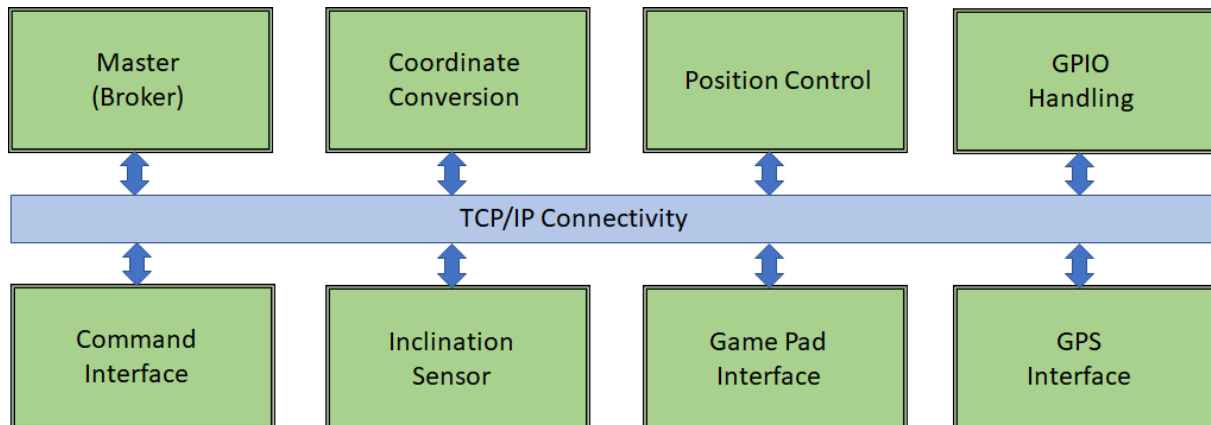 Master
(Broker)
Coordinate
Conversion
Position Control
GPIO
Handling
TCP/IP Connectivity
Command
Interface
Inclination
Sensor
Game Pad
Interface
GPS
Interface